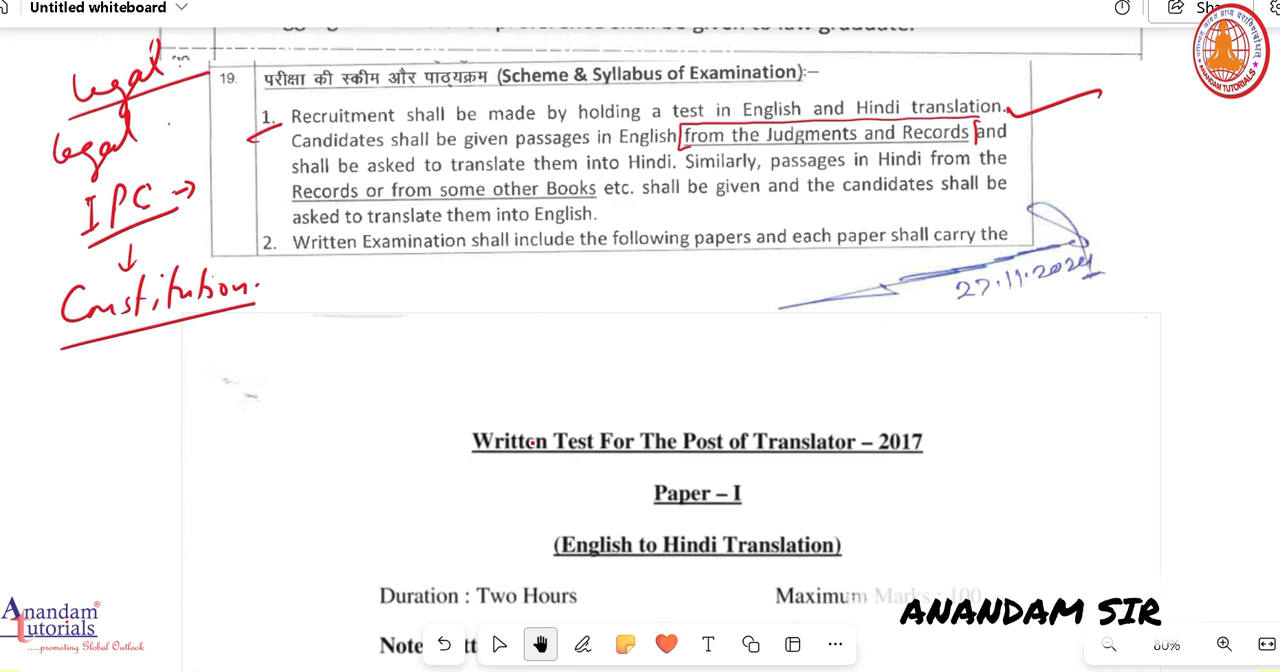 Untitled whiteboard
19. परीक्षा की स्कीम और पाठ्यक्रम (Scheme & Syllabus of Examination):–
1. Recruitment shall be made by holding a test in English and Hindi translation.
Candidates shall be given passages in English from the Judgments and Records and
shall be asked to translate them into Hindi. Similarly, passages in Hindi from the
Records or from some other Books etc. shall be given and the candidates shall be
asked to translate them into English.
2. Written Examination shall include the following papers and each paper shall carry the
legal
legal
IPC →
Constitution.
27.11.2024
Written Test For The Post of Translator – 2017
Paper – I
(English to Hindi Translation)
Duration : Two Hours
Maximum Marks : 100
Note
ANANDAM SIR
Anandam
Tutorials
.....promoting Global Outlook
80%
ANANDAM TUTORIALS